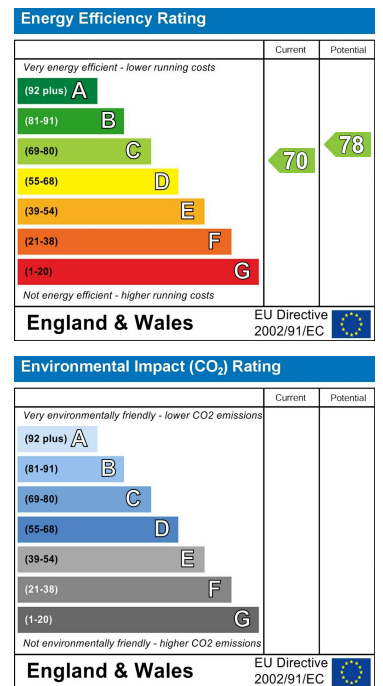 Energy Efficiency Rating
Current Potential
Very energy efficient - lower running costs
(92 plus) A
(81-91) B
(69-80) C
(55-68) D
(39-54) E
(21-38) F
(1-20) G
70 78
Not energy efficient - higher running costs
England & Wales
EU Directive
2002/91/EC
Environmental Impact (CO₂) Rating
Current Potential
Very environmentally friendly - lower CO2 emissions
(92 plus) A
(81-91) B
(69-80) C
(55-68) D
(39-54) E
(21-38) F
(1-20) G
Not environmentally friendly - higher CO2 emissions
England & Wales
EU Directive
2002/91/EC